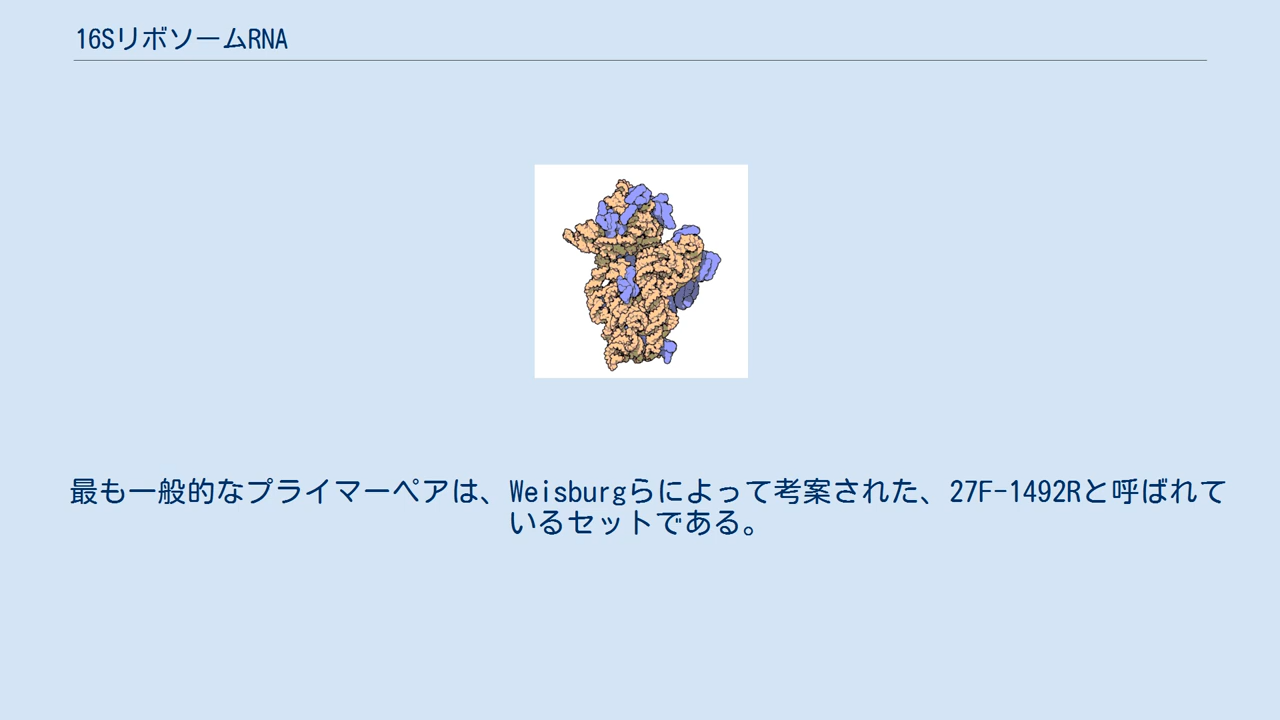 16SリボソームRNA
最も一般的なプライマーペアは、Weisburgらによって考案された、27F-1492Rと呼ばれて
いるセットである。